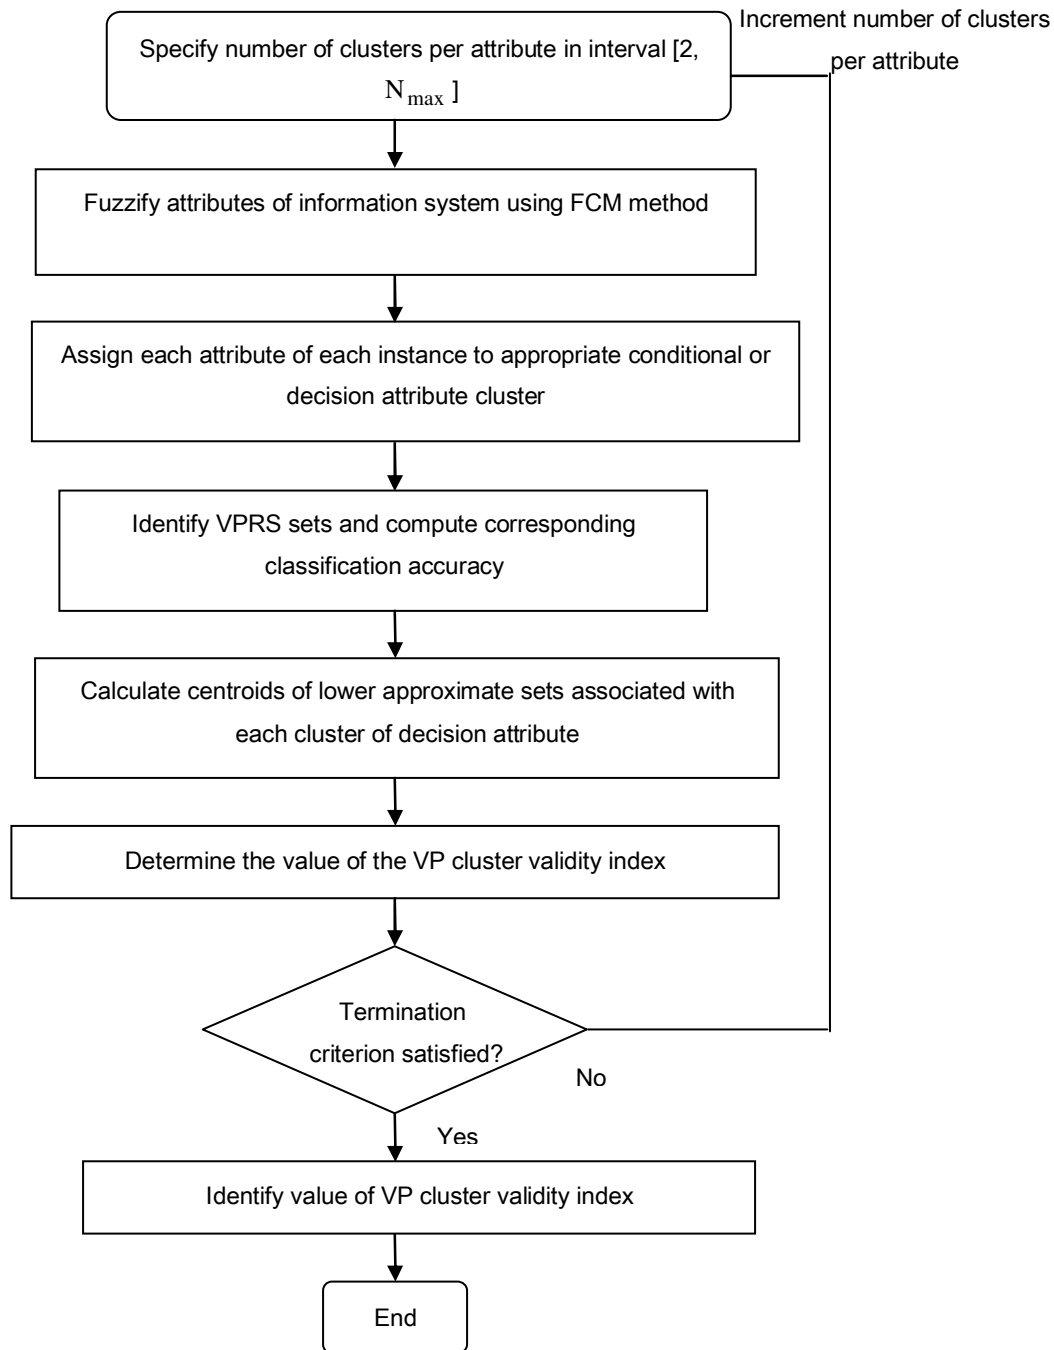 Increment number of clusters
per attribute
Specify number of clusters per attribute in interval [2,
N max ]
Fuzzify attributes of information system using FCM method
Assign each attribute of each instance to appropriate conditional or
decision attribute cluster
Identify VPRS sets and compute corresponding
classification accuracy
Calculate centroids of lower approximate sets associated with
each cluster of decision attribute
Determine the value of the VP cluster validity index
Termination
criterion satisfied?
No
Yes
Identify value of VP cluster validity index
End